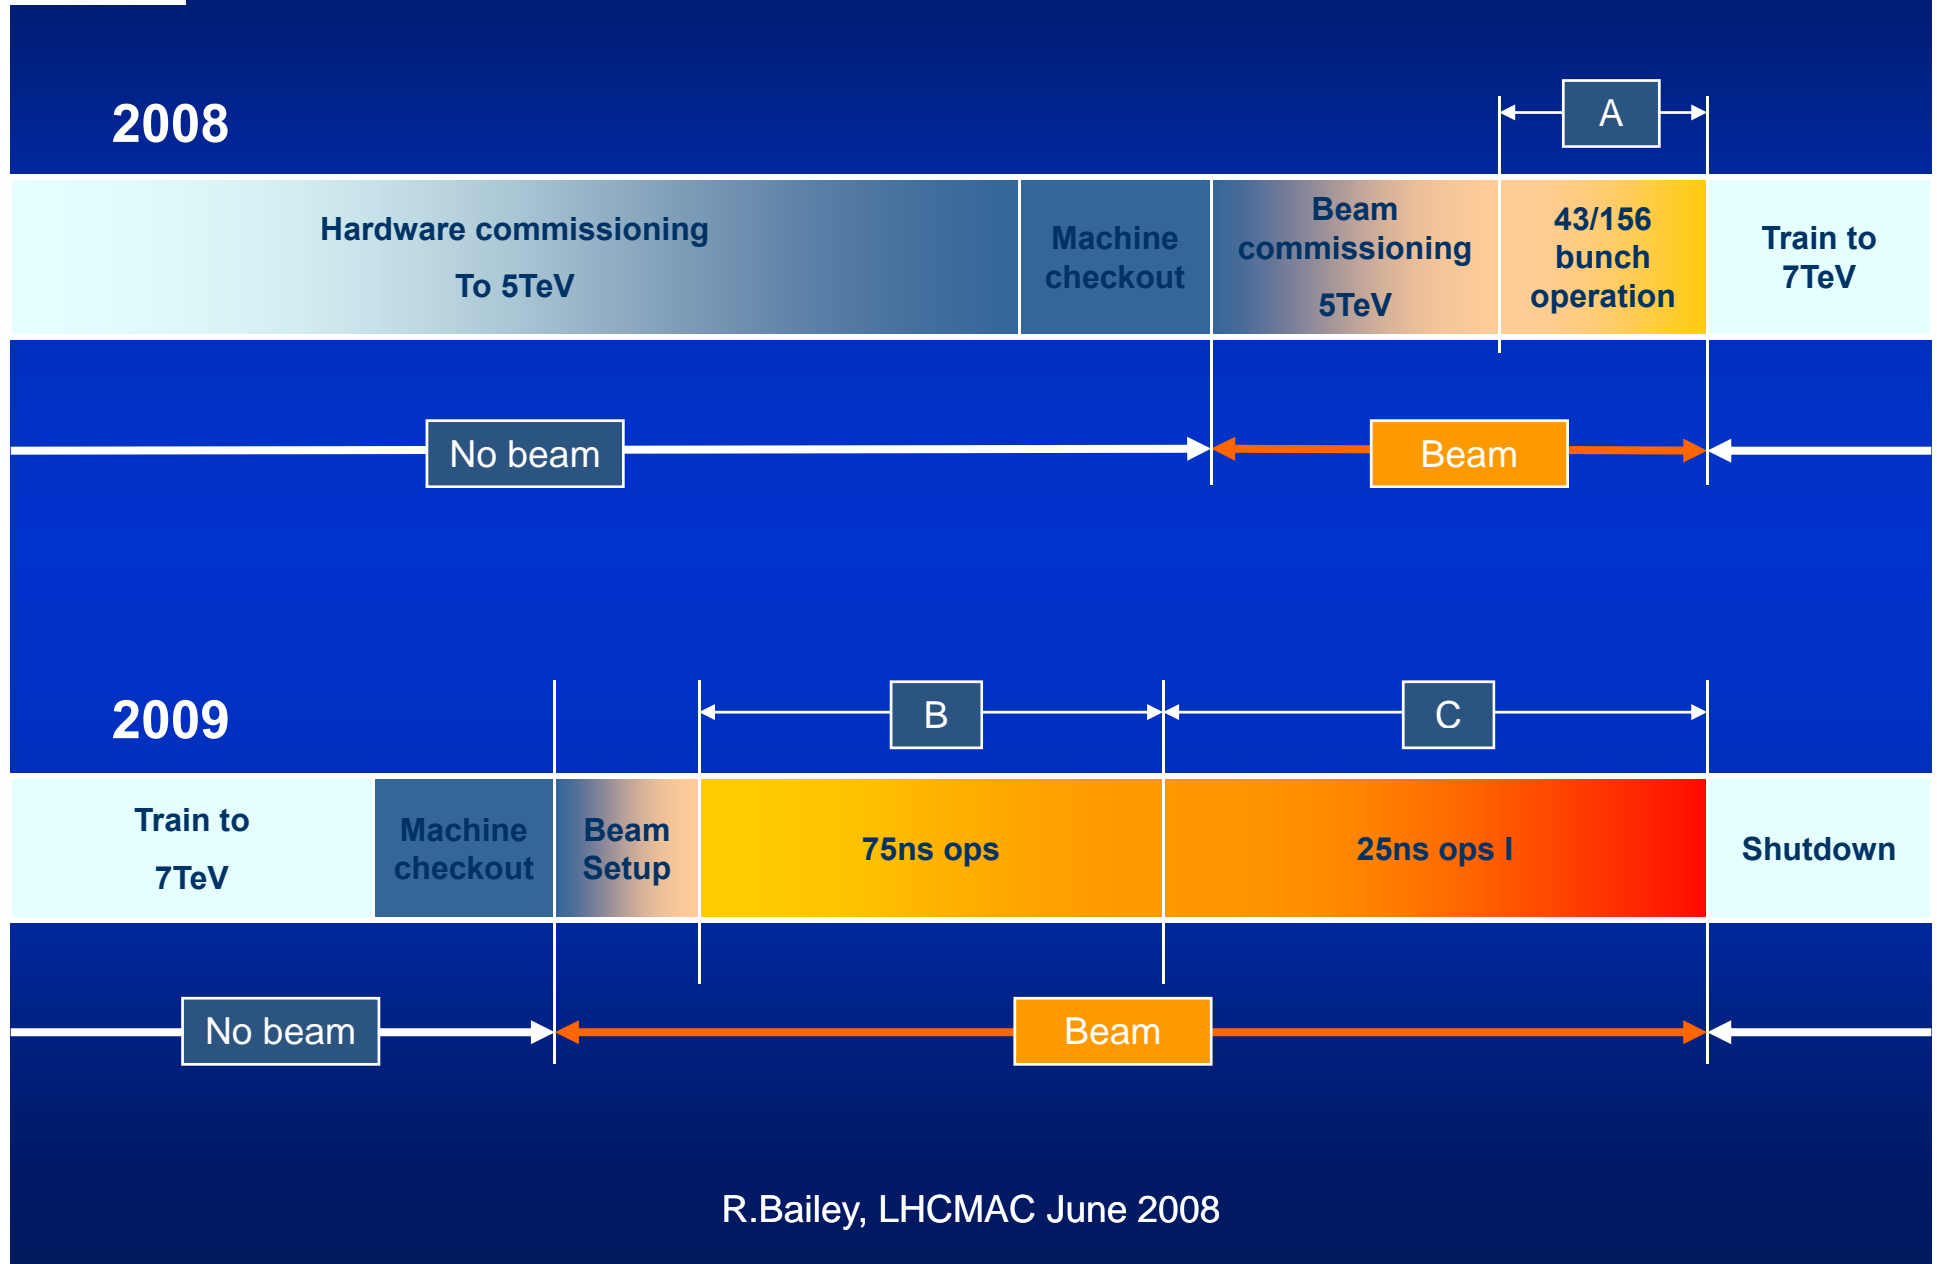 2008
A
Hardware commissioning
To 5TeV
Machine
checkout
Beam
commissioning
5TeV
43/156
bunch
operation
Train to
7TeV
No beam
Beam
2009
B
C
Train to
7TeV
Machine
checkout
Beam
Setup
75ns ops
25ns ops I
Shutdown
No beam
Beam
R.Bailey, LHCMAC June 2008